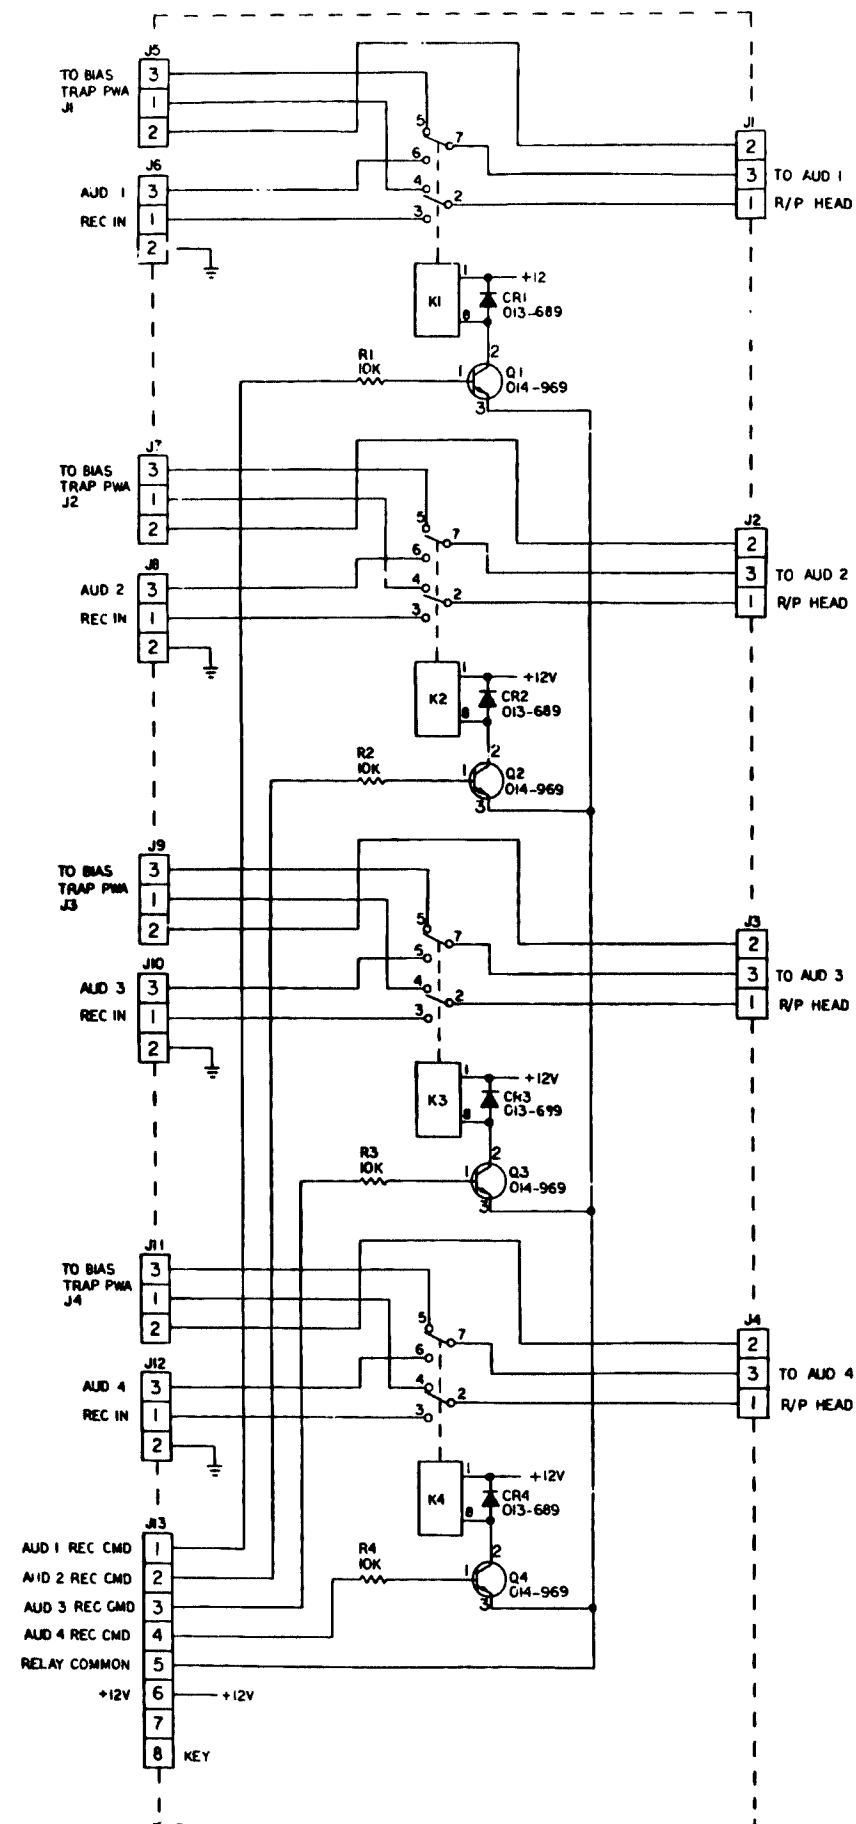 J5
TO BIAS
TRAP PWA
J1
3
1
2
J6
AUD 1
REC IN
3
1
2
5
7
6
4
2
3
J1
2
3
1
TO AUD 1
R/P HEAD
K1
1
8
+12
CR1
013-689
R1
10K
1
2
3
Q1
014-969
J7
TO BIAS
TRAP PWA
J2
3
1
2
J8
AUD 2
REC IN
3
1
2
5
7
6
4
2
3
J2
2
3
1
TO AUD 2
R/P HEAD
K2
1
8
+12V
CR2
013-689
R2
10K
1
2
3
Q2
014-969
J9
TO BIAS
TRAP PWA
J3
3
1
2
J10
AUD 3
REC IN
3
1
2
5
7
5
4
2
3
J3
2
3
1
TO AUD 3
R/P HEAD
K3
1
8
+12V
CR3
013-699
R3
10K
1
2
3
Q3
014-969
J11
TO BIAS
TRAP PWA
J4
3
1
2
J12
AUD 4
REC IN
3
1
2
5
7
6
4
2
3
J4
2
3
1
TO AUD 4
R/P HEAD
K4
1
8
+12V
CR4
013-689
R4
10K
1
2
3
Q4
014-969
J13
AUD 1 REC CMD 1
AUD 2 REC CMD 2
AUD 3 REC CMD 3
AUD 4 REC CMD 4
RELAY COMMON 5
+12V 6 +12V
7
8 KEY